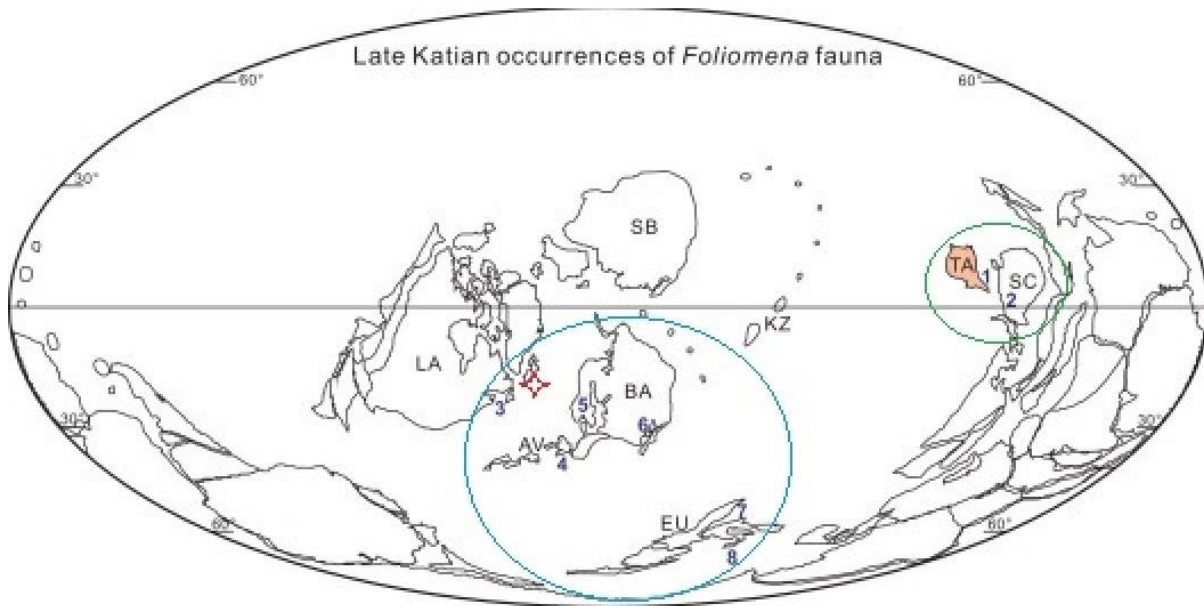 Late Katian occurrences of Foliomena fauna
60° 60°
30° 30°
SB
TA 1 SC
2
KZ
LA BA
3 5
30° 6 30°
AV
4
EU 7
60° 60°
8